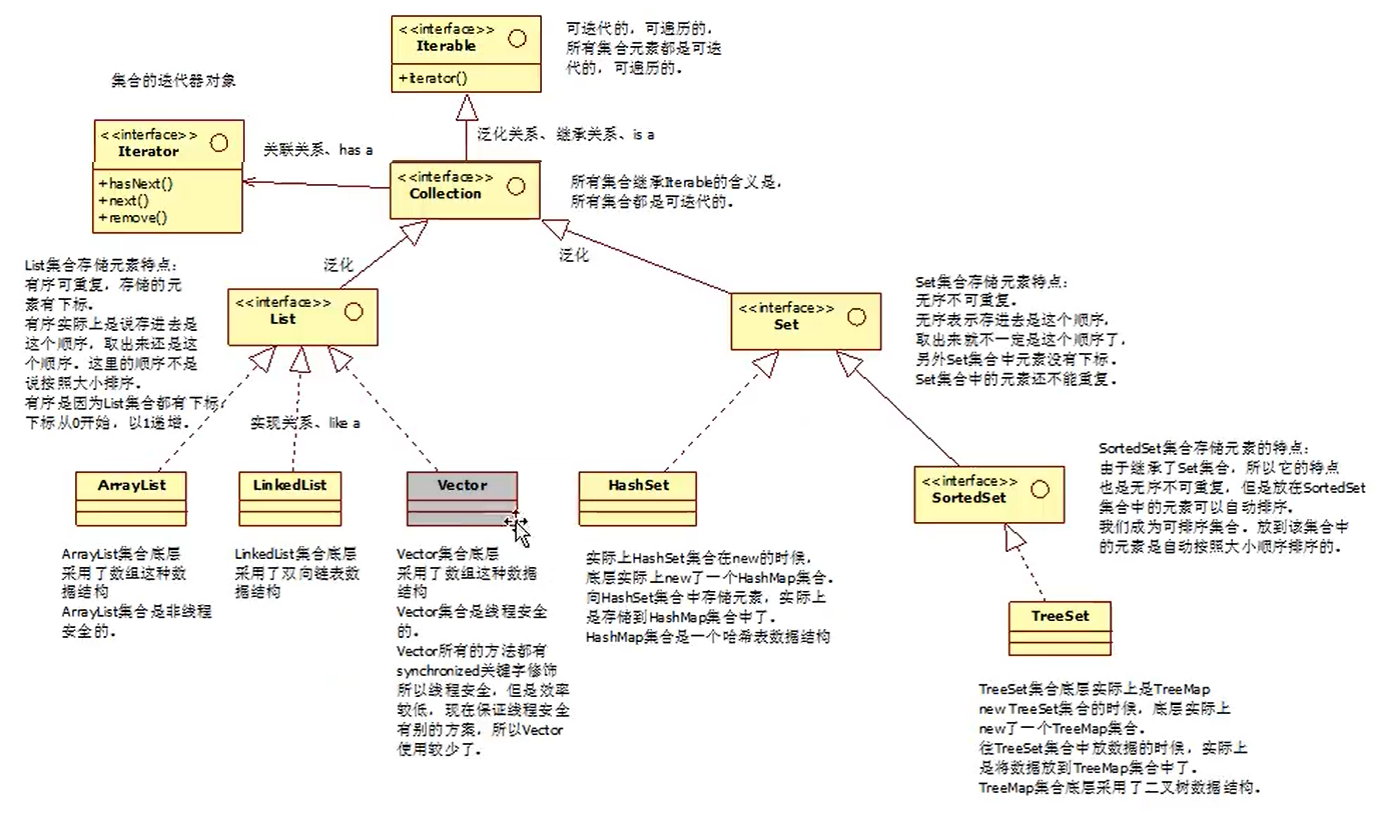 <<interface>>
Iterable
+iterator()
可迭代的，可遍历的，
所有集合元素都是可迭
代的，可遍历的。
集合的迭代器对象
<<interface>>
Iterator
+hasNext()
+next()
+remove()
关联关系、has a
泛化关系、继承关系、is a
<<interface>>
Collection
所有集合继承Iterable的含义是，
所有集合都是可迭代的。
泛化
泛化
List集合存储元素特点：
有序可重复，存储的元
素有下标。
有序实际上是说存进去是
这个顺序，取出来还是这
个顺序。这里的顺序不是
说按照大小排序。
有序是因为List集合都有下标，
下标从0开始，以1递增。
<<interface>>
List
<<interface>>
Set
Set集合存储元素特点：
无序不可重复。
无序表示存进去是这个顺序，
取出来就不一定是这个顺序了，
另外Set集合中元素没有下标。
Set集合中的元素还不能重复。
实现关系、like a
ArrayList
LinkedList
Vector
HashSet
<<interface>>
SortedSet
SortedSet集合存储元素的特点：
由于继承了Set集合，所以它的特点
也是无序不可重复，但是放在SortedSet
集合中的元素可以自动排序。
我们成为可排序集合。放到该集合中
的元素是自动按照大小顺序排序的。
ArrayList集合底层
采用了数组这种数
据结构
ArrayList集合是非线程
安全的。
LinkedList集合底层
采用了双向链表数
据结构
Vector集合底层
采用了数组这种数据
结构
Vector集合是线程安全
的。
Vector所有的方法都有
synchronized关键字修饰
所以线程安全，但是效率
较低，现在保证线程安全
有别的方案，所以Vector
使用较少了。
实际上HashSet集合在new的时候，
底层实际上new了一个HashMap集合。
向HashSet集合中存储元素，实际上
是存储到HashMap集合中了。
HashMap集合是一个哈希表数据结构
TreeSet
TreeSet集合底层实际上是TreeMap
new TreeSet集合的时候，底层实际上
new了一个TreeMap集合。
往TreeSet集合中放数据的时候，实际上
是将数据放到TreeMap集合中了。
TreeMap集合底层采用了二叉树数据结构。